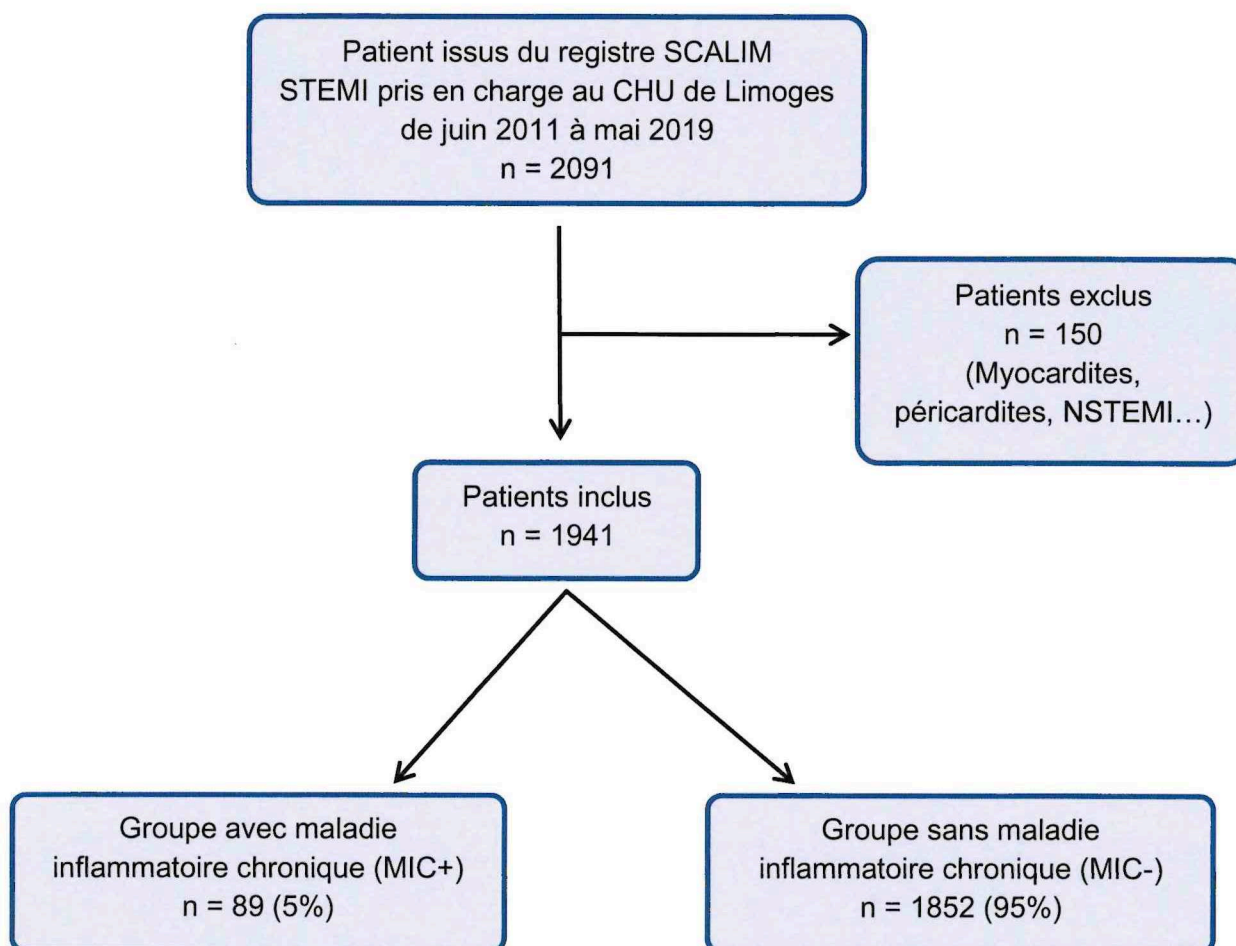 Patient issus du registre SCALIM
STEMI pris en charge au CHU de Limoges
de juin 2011 à mai 2019
n = 2091
Patients exclus
n = 150
(Myocardites,
péricardites, NSTEMI…)
Patients inclus
n = 1941
Groupe avec maladie
inflammatoire chronique (MIC+)
n = 89 (5%)
Groupe sans maladie
inflammatoire chronique (MIC-)
n = 1852 (95%)